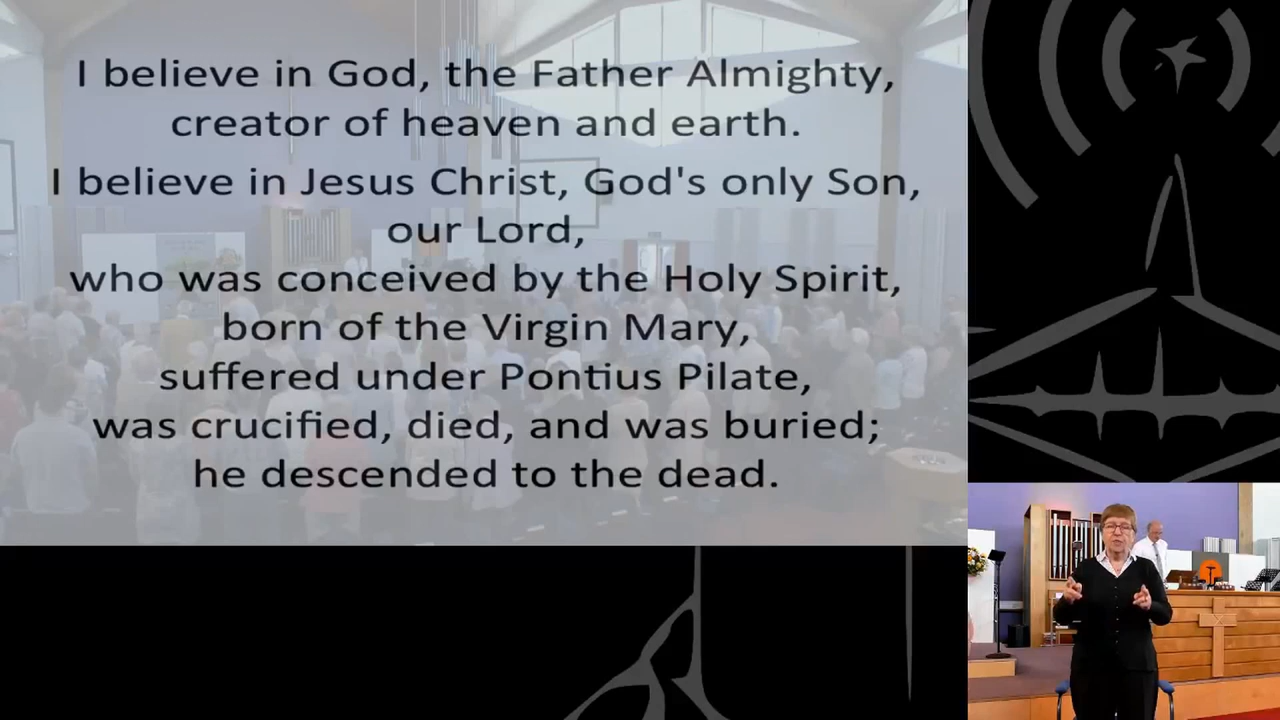 I believe in God, the Father Almighty,
creator of heaven and earth.
I believe in Jesus Christ, God's only Son,
our Lord,
who was conceived by the Holy Spirit,
born of the Virgin Mary,
suffered under Pontius Pilate,
was crucified, died, and was buried;
he descended to the dead.